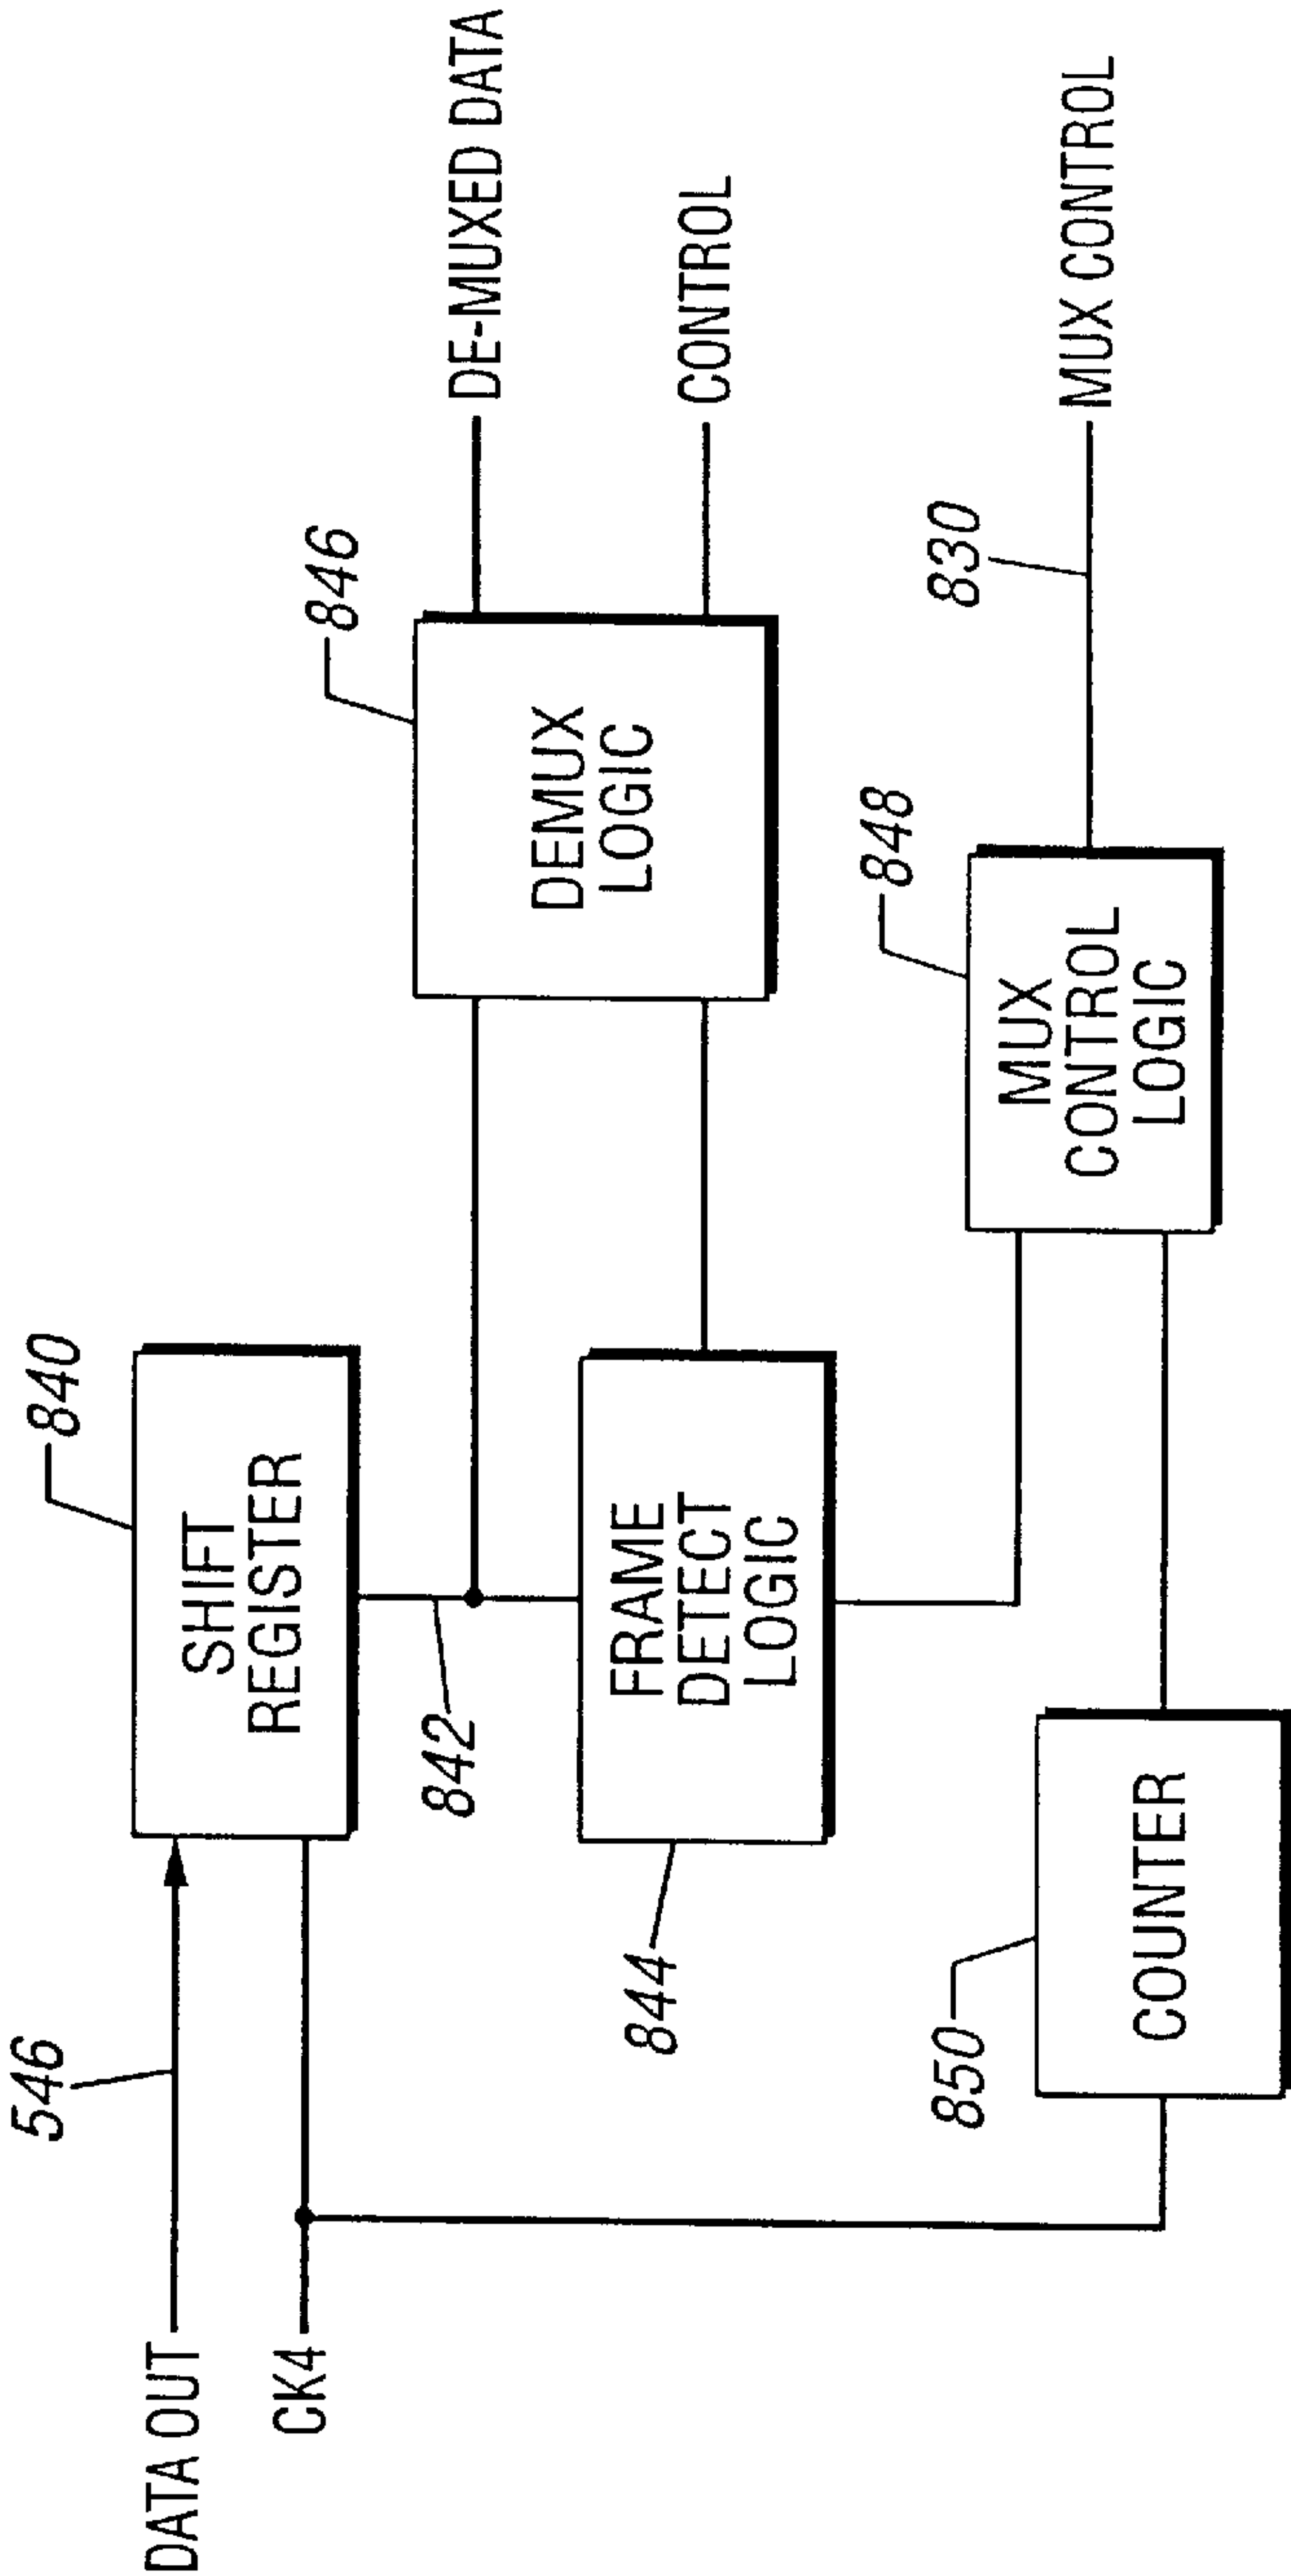 546
840
DATA OUT
CK4
SHIFT
REGISTER
842
846
DE-MUXED DATA
DEMUX
LOGIC
CONTROL
844
FRAME
DETECT
LOGIC
848
830
850
COUNTER
MUX
CONTROL
LOGIC
MUX CONTROL